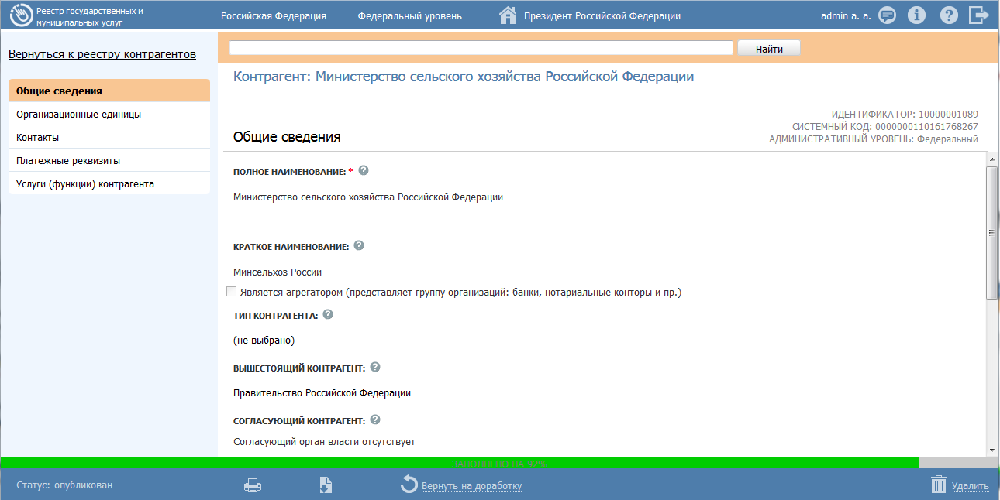 Реестр государственных и
муниципальных услуг
Российская Федерация
Федеральный уровень
Президент Российской Федерации
admin a. a.
Вернуться к реестру контрагентов
Найти
Общие сведения
Организационные единицы
Контакты
Платежные реквизиты
Услуги (функции) контрагента
Контрагент: Министерство сельского хозяйства Российской Федерации
ИДЕНТИФИКАТОР: 10000001089
СИСТЕМНЫЙ КОД: 0000000110161768267
АДМИНИСТРАТИВНЫЙ УРОВЕНЬ: Федеральный
Общие сведения
ПОЛНОЕ НАИМЕНОВАНИЕ: * ?
Министерство сельского хозяйства Российской Федерации
КРАТКОЕ НАИМЕНОВАНИЕ: ?
Минсельхоз России
Является агрегатором (представляет группу организаций: банки, нотариальные конторы и пр.)
ТИП КОНТРАГЕНТА: ?
(не выбрано)
ВЫШЕСТОЯЩИЙ КОНТРАГЕНТ: ?
Правительство Российской Федерации
СОГЛАСУЮЩИЙ КОНТРАГЕНТ: ?
Согласующий орган власти отсутствует
ЗАПОЛНЕНО НА 92%
Статус: опубликован
Вернуть на доработку
Удалить